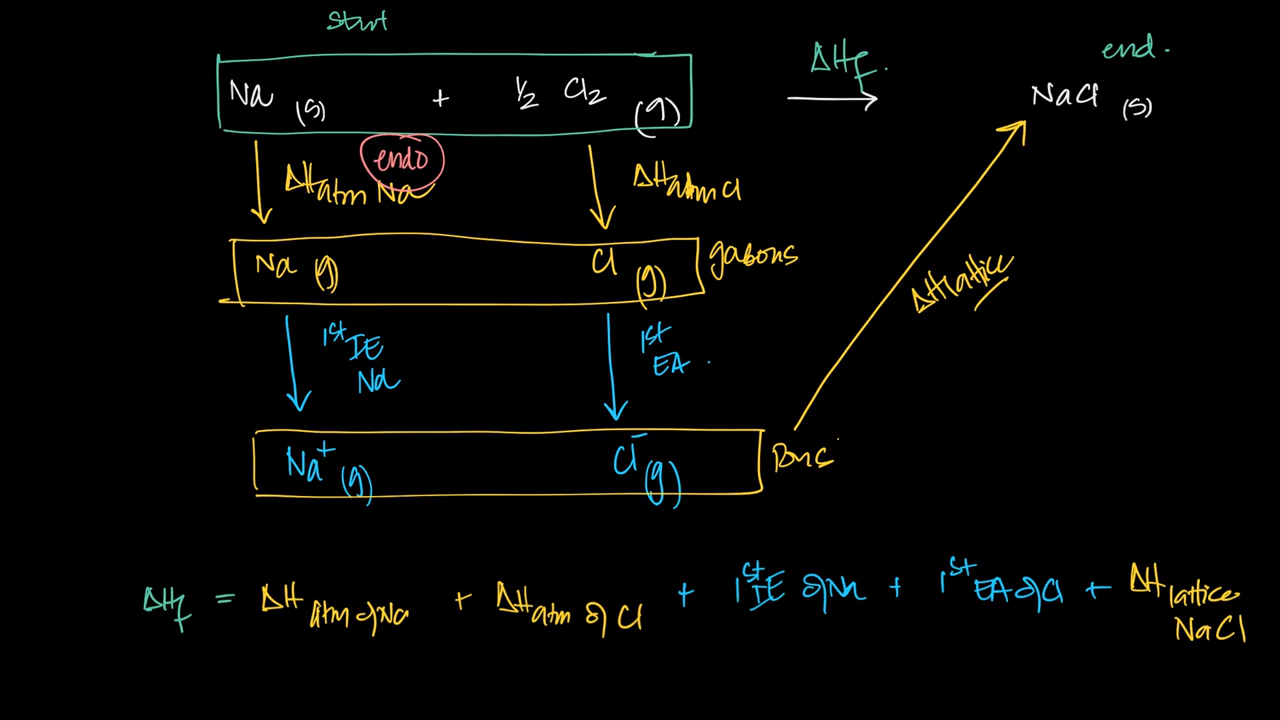 start
end.
Na (s) + ½ Cl₂ (g)
ΔHf.
NaCl (s)
endo
ΔHatm Na
ΔHatm Cl
Na (g) Cl (g)
gaseous
ΔHlattice
1st IE Na
1st EA.
Na⁺(g) Cl⁻(g)
Ions
ΔHf = ΔHatm of Na + ΔHatm of Cl + 1st IE of Na + 1st EA of Cl + ΔHlattice NaCl